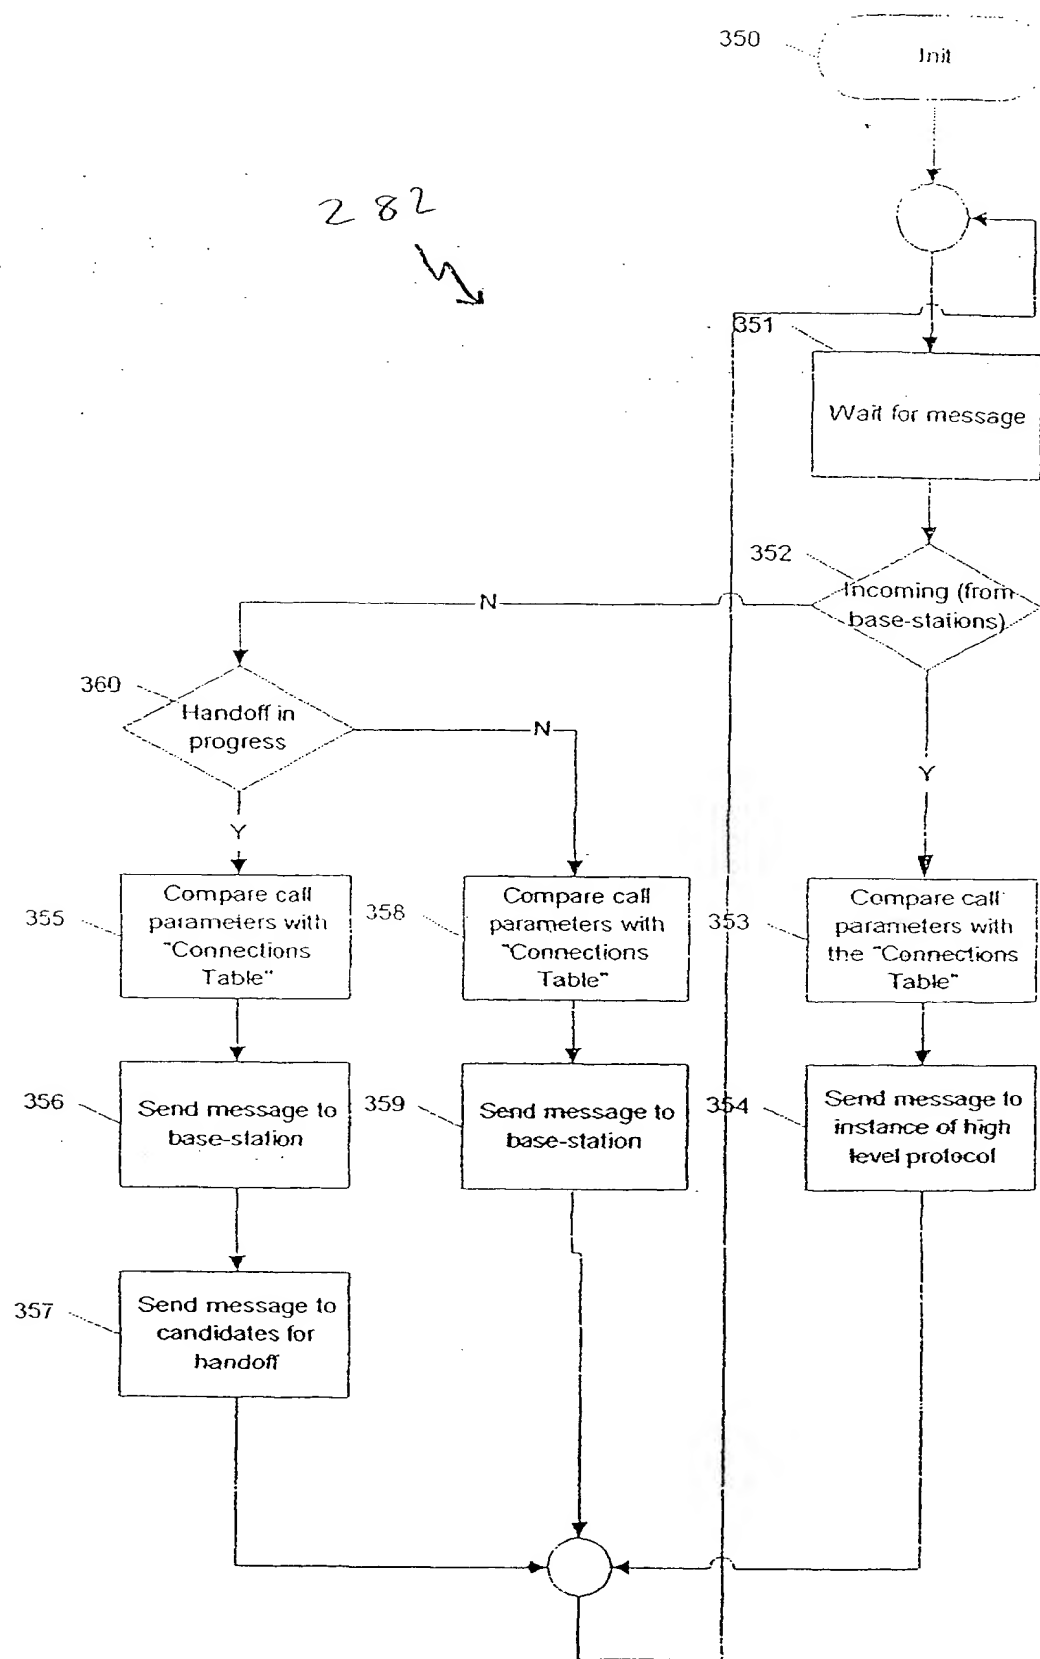 350
Init
282
351
Wait for message
352
Incoming (from
base-stations)
N
360
Handoff in
progress
N
Y
Y
355
Compare call
parameters with
"Connections
Table"
358
Compare call
parameters with
"Connections
Table"
353
Compare call
parameters with
the "Connections
Table"
356
Send message to
base-station
359
Send message to
base-station
354
Send message to
instance of high
level protocol
357
Send message to
candidates for
handoff